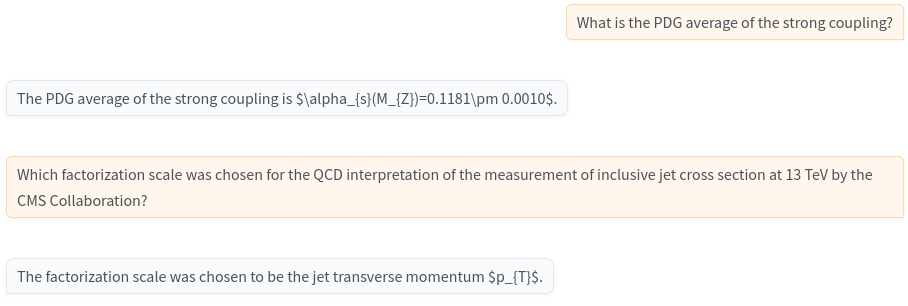 What is the PDG average of the strong coupling?
The PDG average of the strong coupling is $\alpha_{s}(M_{Z})=0.1181\pm 0.0010$.
Which factorization scale was chosen for the QCD interpretation of the measurement of inclusive jet cross section at 13 TeV by the
CMS Collaboration?
The factorization scale was chosen to be the jet transverse momentum $p_{T}$.